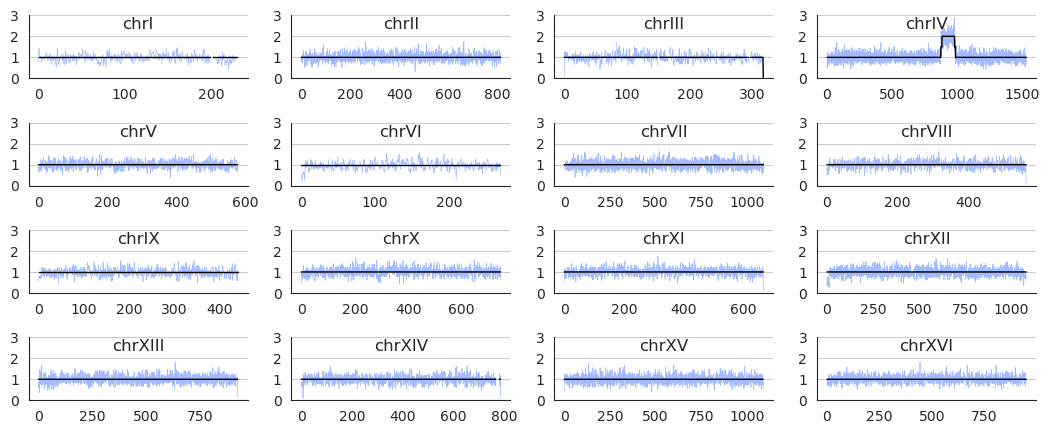 3 chrI 3 chrII 3 chrIII 3 chrIV
2 2 2 2
1 1 1 1
0 0 0 0
0 100 200 0 200 400 600 800 0 100 200 300 0 500 1000 1500
3 chrV 3 chrVI 3 chrVII 3 chrVIII
2 2 2 2
1 1 1 1
0 0 0 0
0 200 400 600 0 100 200 0 250 500 750 1000 0 200 400
3 chrIX 3 chrX 3 chrXI 3 chrXII
2 2 2 2
1 1 1 1
0 0 0 0
0 100 200 300 400 0 200 400 600 0 200 400 600 0 250 500 750 1000
3 chrXIII 3 chrXIV 3 chrXV 3 chrXVI
2 2 2 2
1 1 1 1
0 0 0 0
0 250 500 750 0 200 400 600 800 0 250 500 750 1000 0 250 500 750